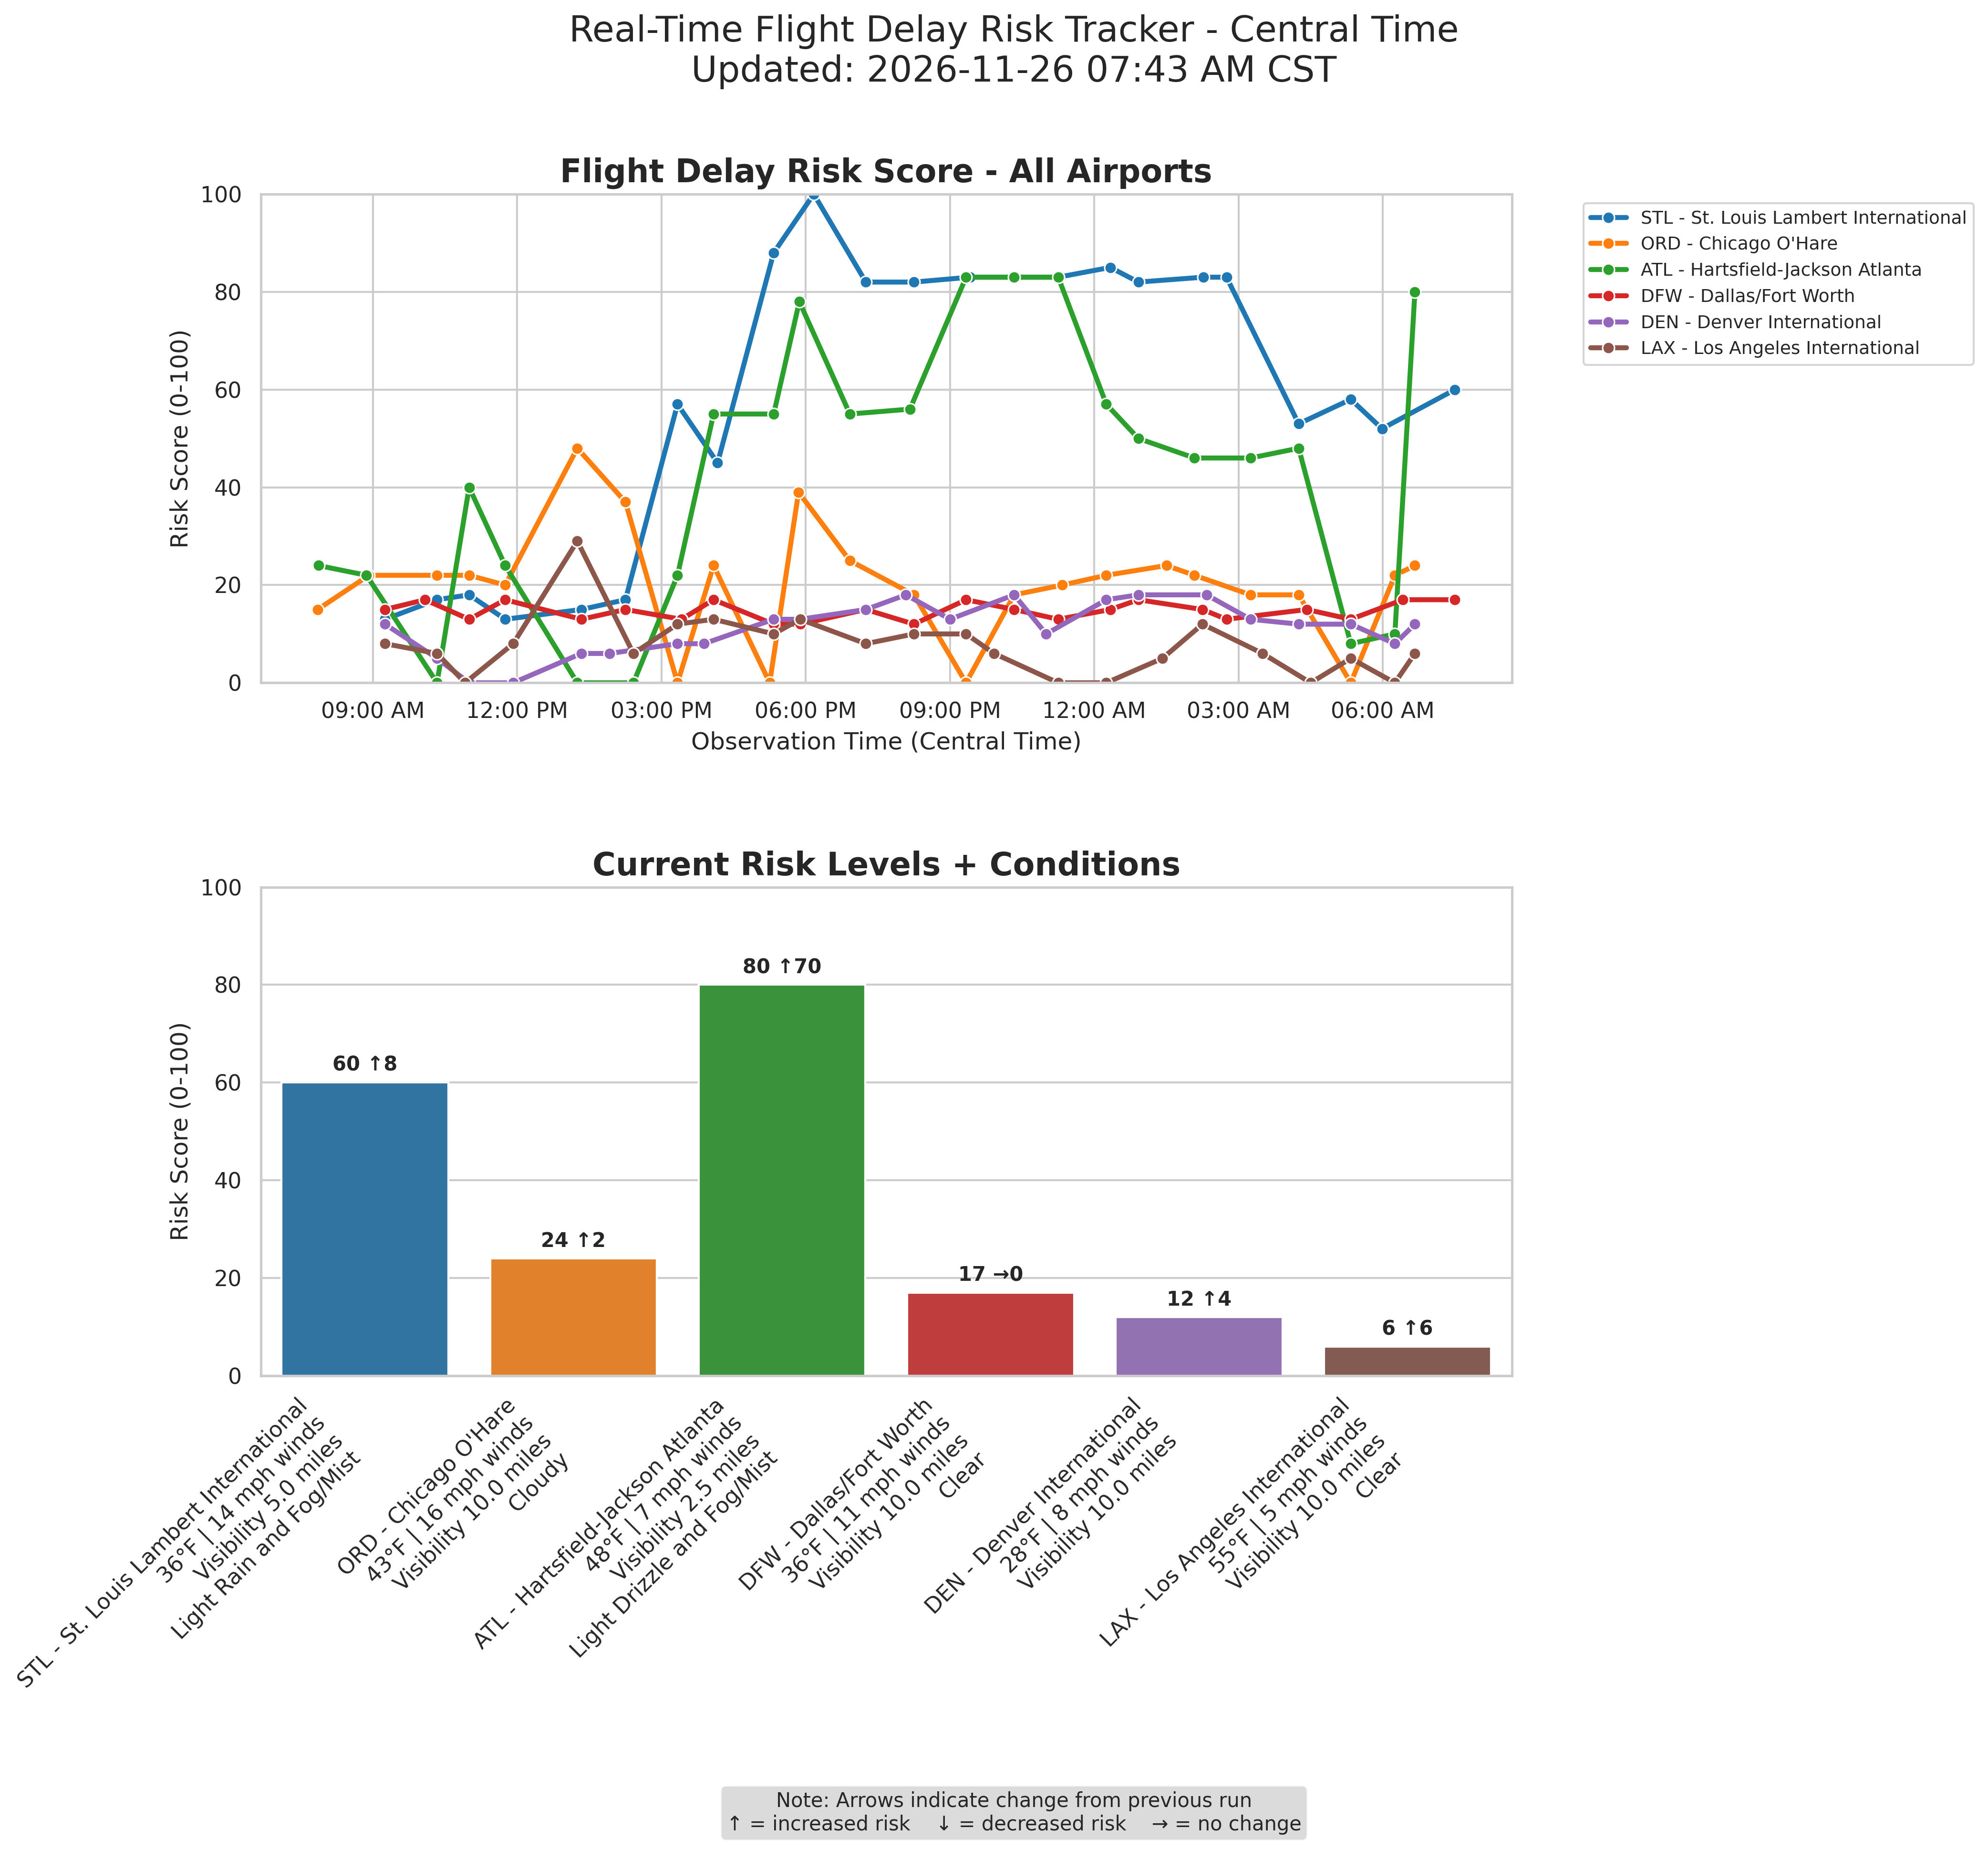 Real-Time Flight Delay Risk Tracker - Central Time
Updated: 2026-11-26 07:43 AM CST
Flight Delay Risk Score - All Airports
Risk Score (0-100)
100
80
60
40
20
0
09:00 AM
12:00 PM
03:00 PM
06:00 PM
09:00 PM
12:00 AM
03:00 AM
06:00 AM
Observation Time (Central Time)
STL - St. Louis Lambert International
ORD - Chicago O'Hare
ATL - Hartsfield-Jackson Atlanta
DFW - Dallas/Fort Worth
DEN - Denver International
LAX - Los Angeles International
Current Risk Levels + Conditions
Risk Score (0-100)
100
80
60
40
20
0
60 ↑8
24 ↑2
80 ↑70
17 →0
12 ↑4
6 ↑6
STL - St. Louis Lambert International
36°F | 14 mph winds
Visibility 5.0 miles
Light Rain and Fog/Mist
ORD - Chicago O'Hare
43°F | 16 mph winds
Visibility 10.0 miles
Cloudy
ATL - Hartsfield-Jackson Atlanta
48°F | 7 mph winds
Visibility 2.5 miles
Light Drizzle and Fog/Mist
DFW - Dallas/Fort Worth
36°F | 11 mph winds
Visibility 10.0 miles
Clear
DEN - Denver International
28°F | 8 mph winds
Visibility 10.0 miles
LAX - Los Angeles International
55°F | 5 mph winds
Visibility 10.0 miles
Clear
Note: Arrows indicate change from previous run
↑ = increased risk    ↓ = decreased risk    → = no change